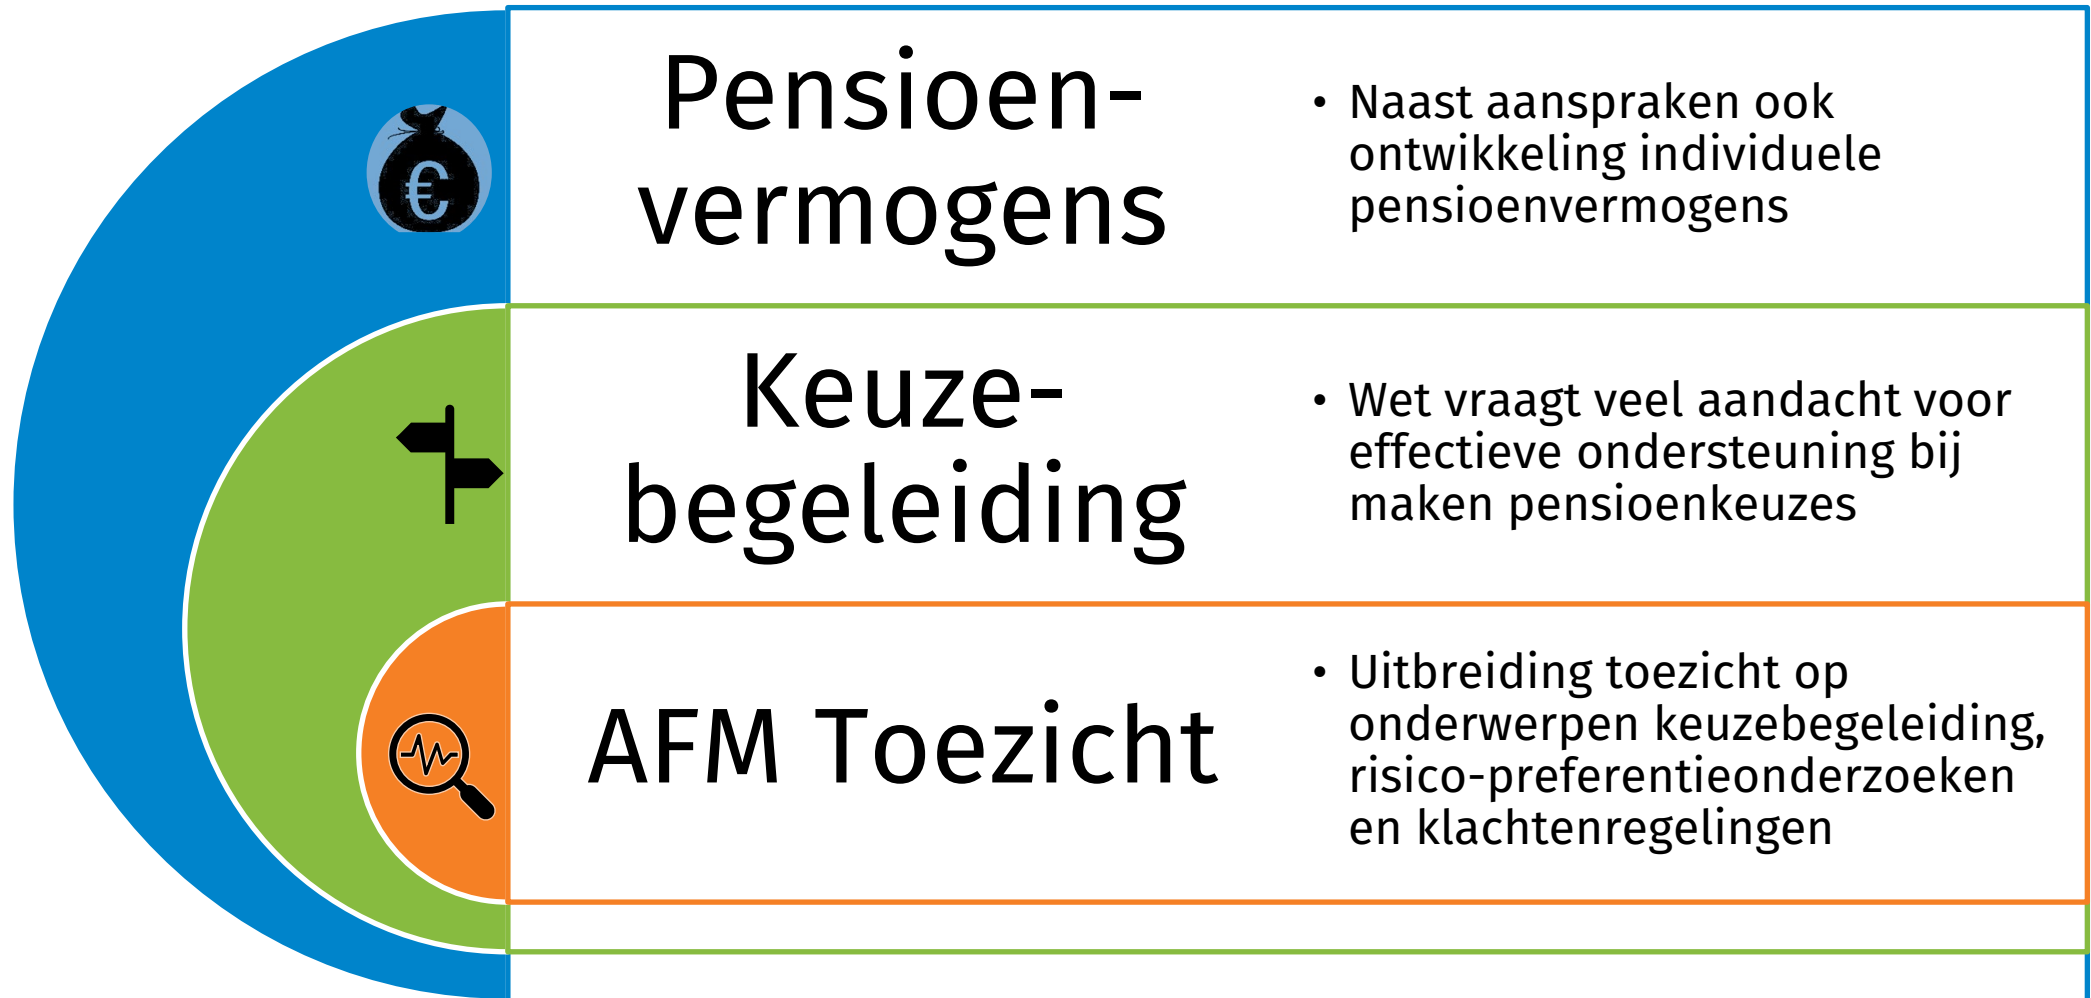 Pensioen-
vermogens
• Naast aanspraken ook
ontwikkeling individuele
pensioenvermogens
€
Keuze-
begeleiding
• Wet vraagt veel aandacht voor
effectieve ondersteuning bij
maken pensioenkeuzes
AFM Toezicht
• Uitbreiding toezicht op
onderwerpen keuzebegeleiding,
risico-preferentieonderzoeken
en klachtenregelingen